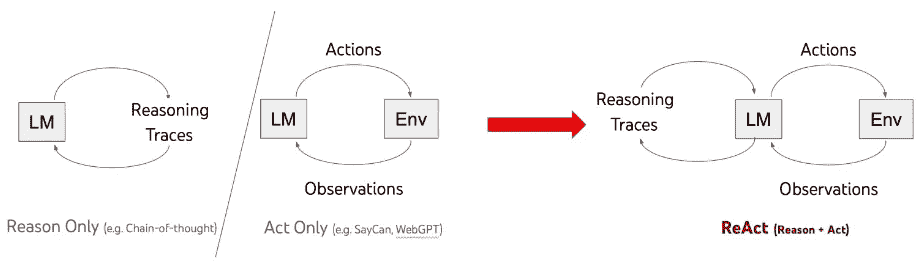 LM
Reasoning
Traces
Reason Only (e.g. Chain-of-thought)
Actions
LM
Env
Observations
Act Only (e.g. SayCan, WebGPT)
Reasoning
Traces
Actions
LM
Env
Observations
ReAct (Reason + Act)